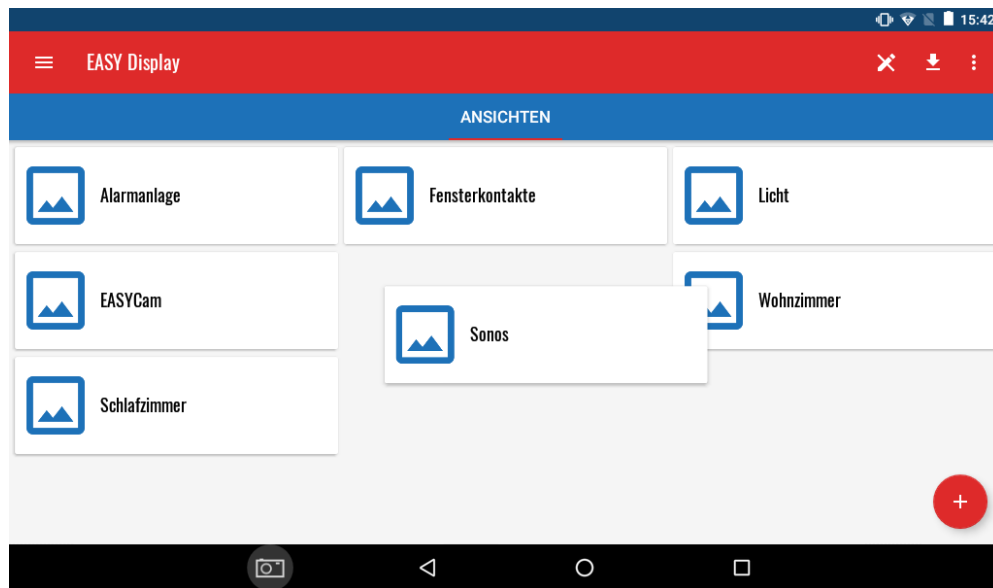 15:42
EASY Display
ANSICHTEN
Alarmanlage
Fensterkontakte
Licht
EASYCam
Sonos
Wohnzimmer
Schlafzimmer